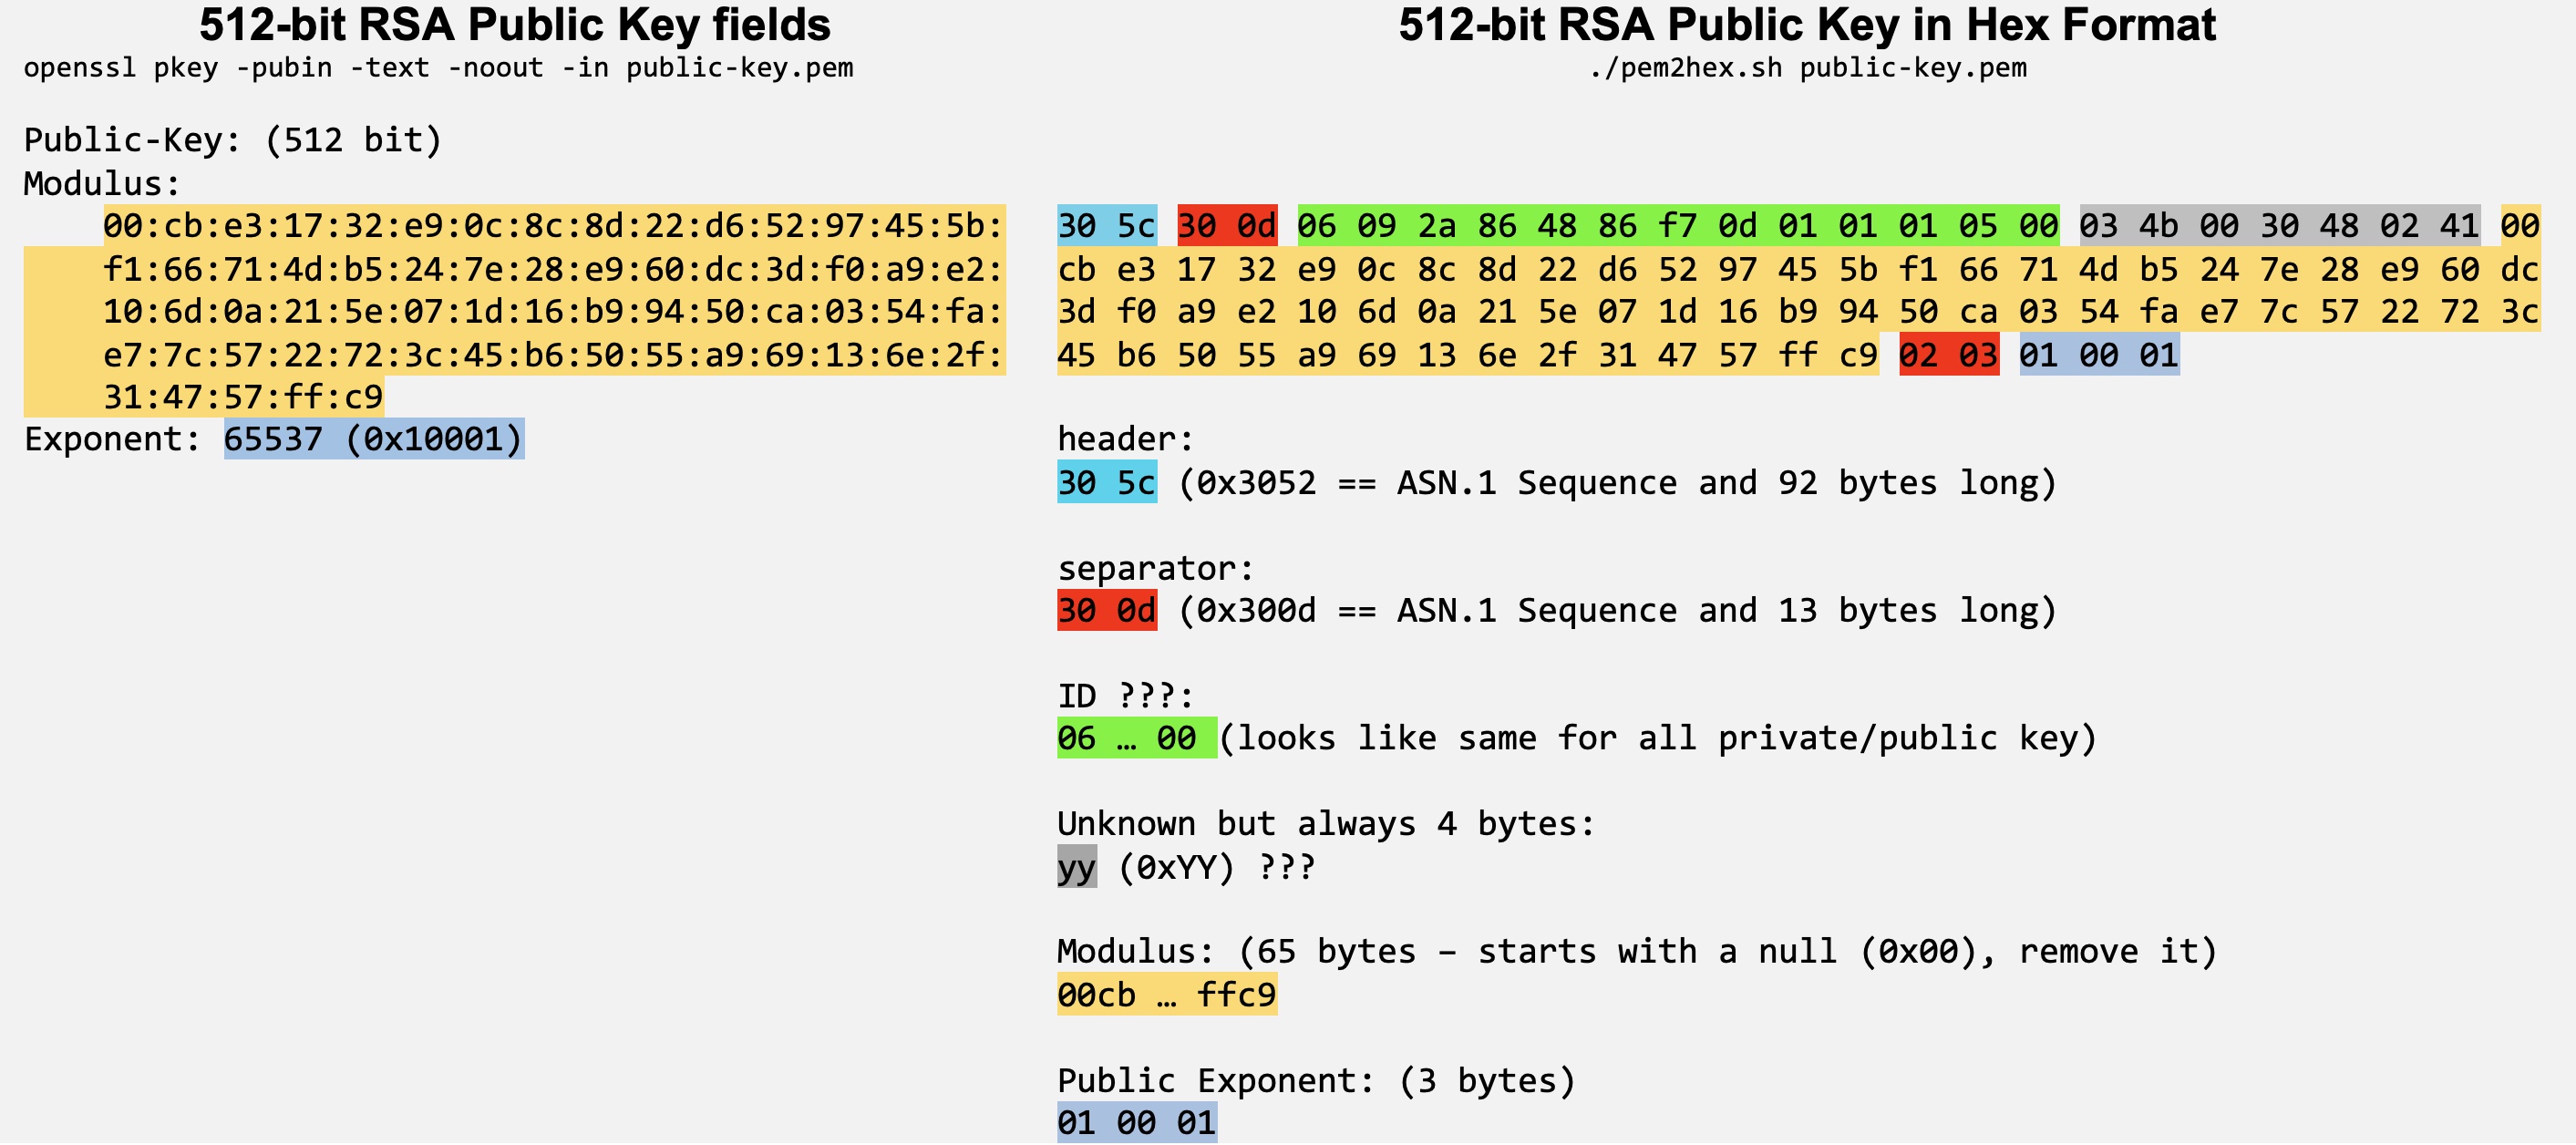 512-bit RSA Public Key fields
openssl pkey -pubin -text -noout -in public-key.pem
Public-Key: (512 bit)
Modulus:
00:cb:e3:17:32:e9:0c:8c:8d:22:d6:52:97:45:5b:
f1:66:71:4d:b5:24:7e:28:e9:60:dc:3d:f0:a9:e2:
10:6d:0a:21:5e:07:1d:16:b9:94:50:ca:03:54:fa:
e7:7c:57:22:72:3c:45:b6:50:55:a9:69:13:6e:2f:
31:47:57:ff:c9
Exponent: 65537 (0x10001)
512-bit RSA Public Key in Hex Format
./pem2hex.sh public-key.pem
30 5c 30 0d 06 09 2a 86 48 86 f7 0d 01 01 01 05 00 03 4b 00 30 48 02 41 00
cb e3 17 32 e9 0c 8c 8d 22 d6 52 97 45 5b f1 66 71 4d b5 24 7e 28 e9 60 dc
3d f0 a9 e2 10 6d 0a 21 5e 07 1d 16 b9 94 50 ca 03 54 fa e7 7c 57 22 72 3c
45 b6 50 55 a9 69 13 6e 2f 31 47 57 ff c9 02 03 01 00 01
header:
30 5c (0x3052 == ASN.1 Sequence and 92 bytes long)
separator:
30 0d (0x300d == ASN.1 Sequence and 13 bytes long)
ID ???:
06 … 00 (looks like same for all private/public key)
Unknown but always 4 bytes:
yy (0xYY) ???
Modulus: (65 bytes – starts with a null (0x00), remove it)
00cb … ffc9
Public Exponent: (3 bytes)
01 00 01